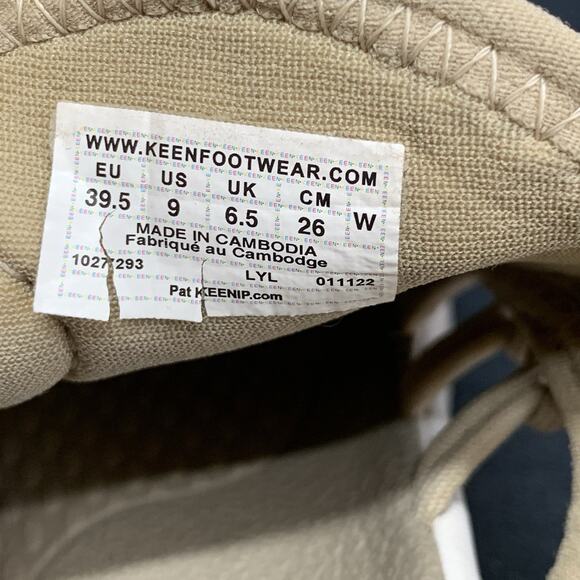 WWW.KEENFOOTWEAR.COM
EU US UK CM
39.5 9 6.5 26 W
MADE IN CAMBODIA
Fabriqué au Cambodge
1027293 LYL 011122
Pat KEENIP.com